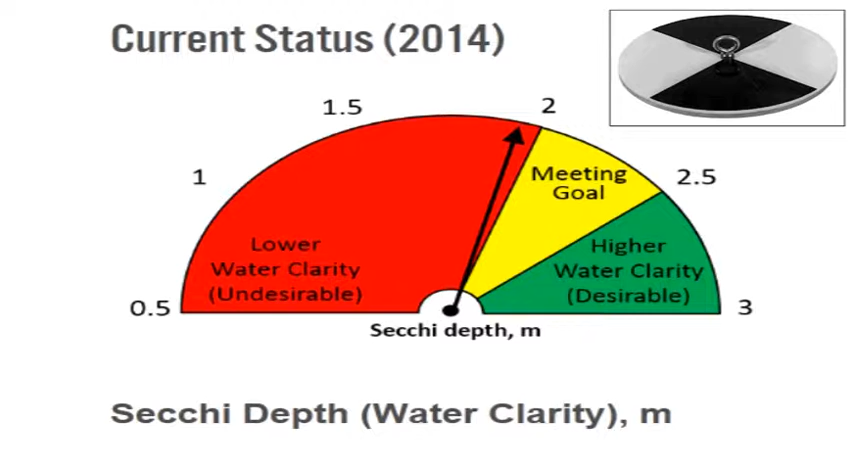 Current Status (2014)
0.5
1
1.5
2
2.5
3
Lower
Water Clarity
(Undesirable)
Meeting
Goal
Higher
Water Clarity
(Desirable)
Secchi depth, m
Secchi Depth (Water Clarity), m